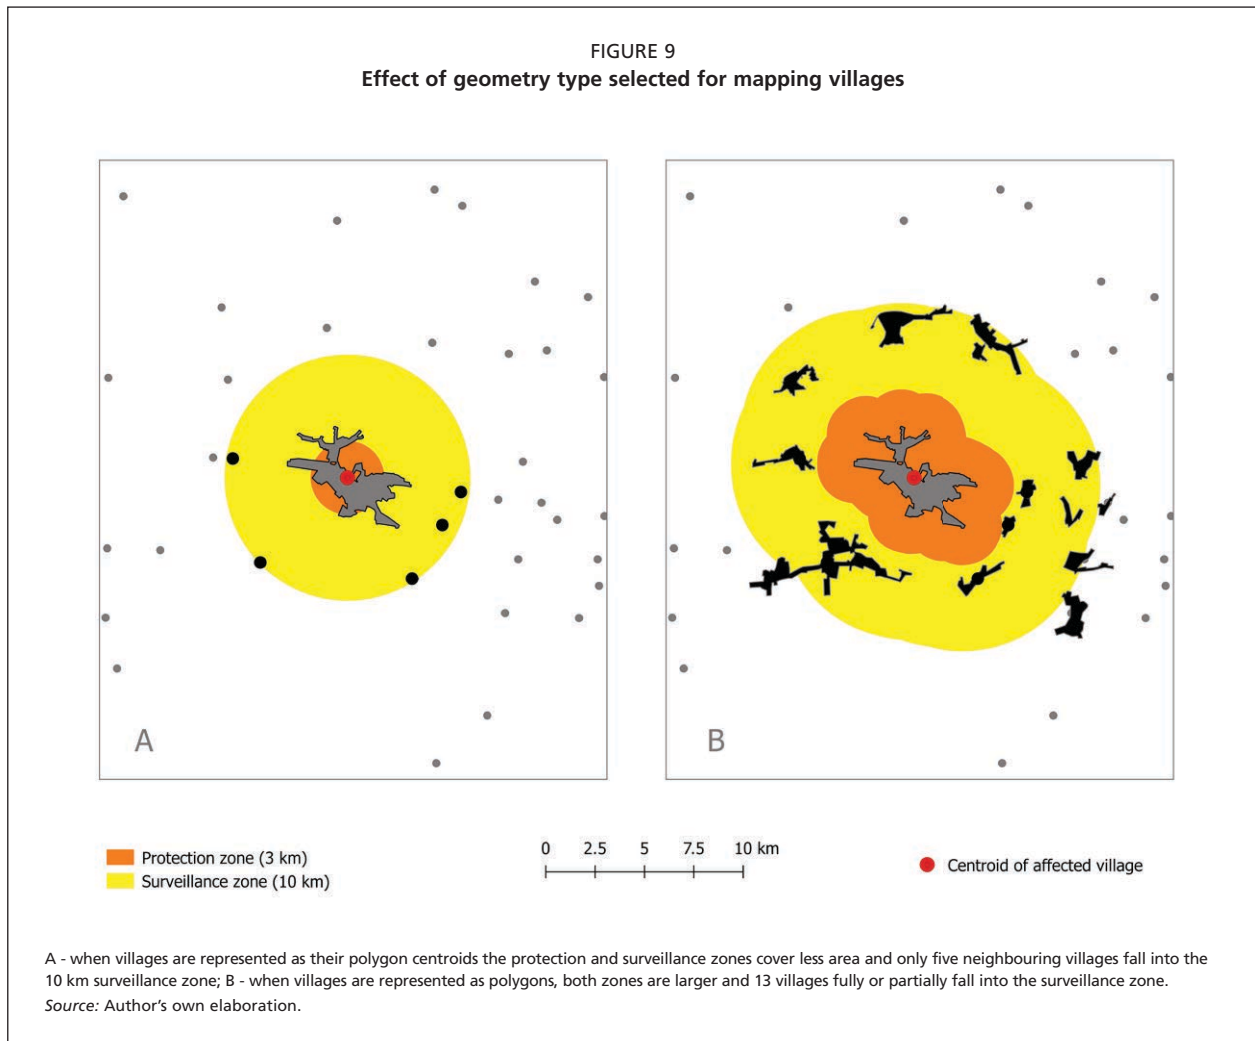 FIGURE 9
Effect of geometry type selected for mapping villages
A
B
Protection zone (3 km)
Surveillance zone (10 km)
0 2.5 5 7.5 10 km
Centroid of affected village
A - when villages are represented as their polygon centroids the protection and surveillance zones cover less area and only five neighbouring villages fall into the
10 km surveillance zone; B - when villages are represented as polygons, both zones are larger and 13 villages fully or partially fall into the surveillance zone.
Source: Author's own elaboration.